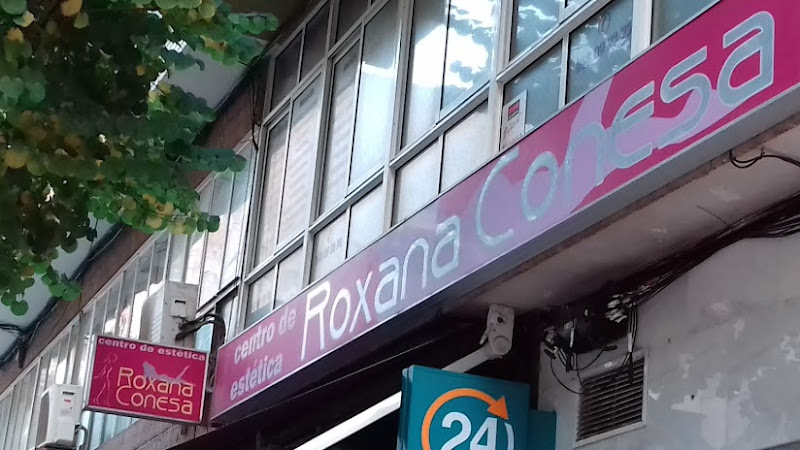 centro de
estética
Roxana Conesa
centro de estética
Roxana
Conesa
24